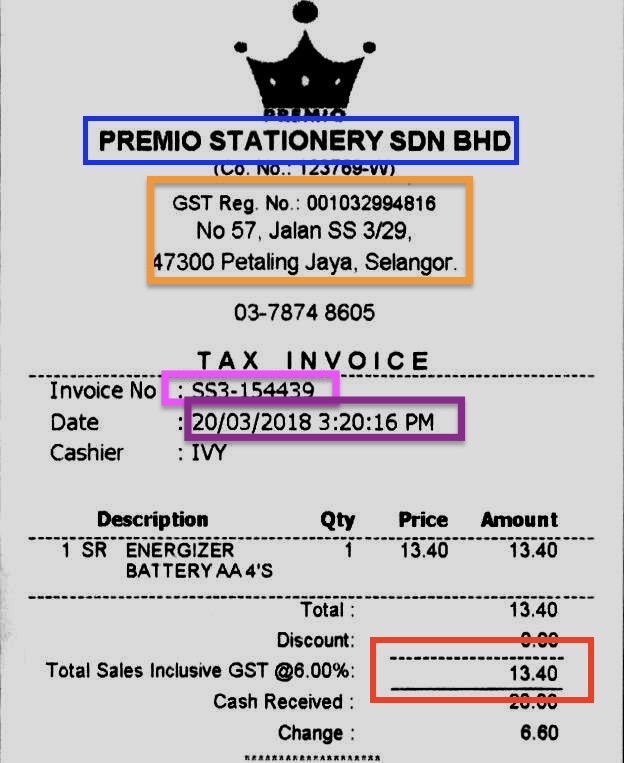 PREMIO
PREMIO STATIONERY SDN BHD
(Co. No.: 123769-W)
GST Reg. No.: 001032994816
No 57, Jalan SS 3/29,
47300 Petaling Jaya, Selangor.
03-7874 8605
TAX INVOICE
Invoice No : SS3-154439
Date : 20/03/2018 3:20:16 PM
Cashier : IVY
Description Qty Price Amount
1 SR ENERGIZER 1 13.40 13.40
BATTERY AA 4'S
Total : 13.40
Discount: 0.00
Total Sales Inclusive GST @6.00%: 13.40
Cash Received : 20.00
Change : 6.60